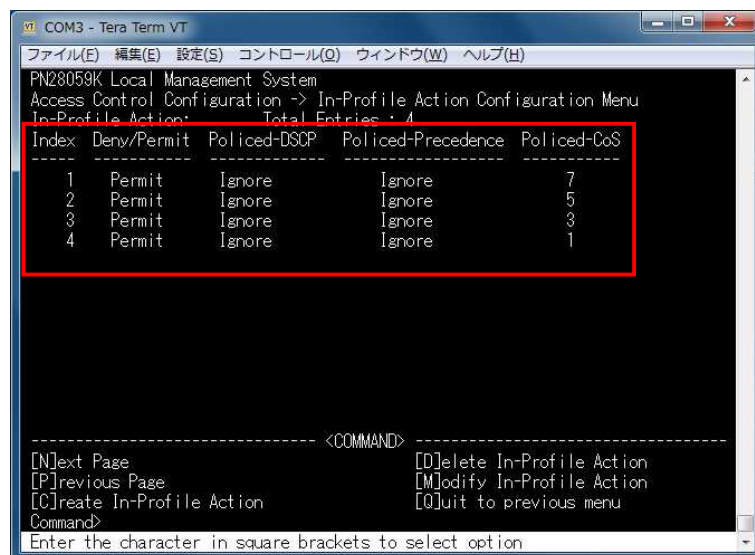 COM3 - Tera Term VT
ファイル(F) 編集(E) 設定(S) コントロール(O) ウィンドウ(W) ヘルプ(H)
PN28059K Local Management System
Access Control Configuration -> In-Profile Action Configuration Menu
In-Profile Action: Total Entries : 4
Index Deny/Permit Policed-DSCP Policed-Precedence Policed-CoS
----- ----------- ------------ ------------------ -----------
1 Permit Ignore Ignore 7
2 Permit Ignore Ignore 5
3 Permit Ignore Ignore 3
4 Permit Ignore Ignore 1
------------------------------- <COMMAND> ----------------------------------
[N]ext Page [D]elete In-Profile Action
[P]revious Page [M]odify In-Profile Action
[C]reate In-Profile Action [Q]uit to previous menu
Command>
Enter the character in square brackets to select option